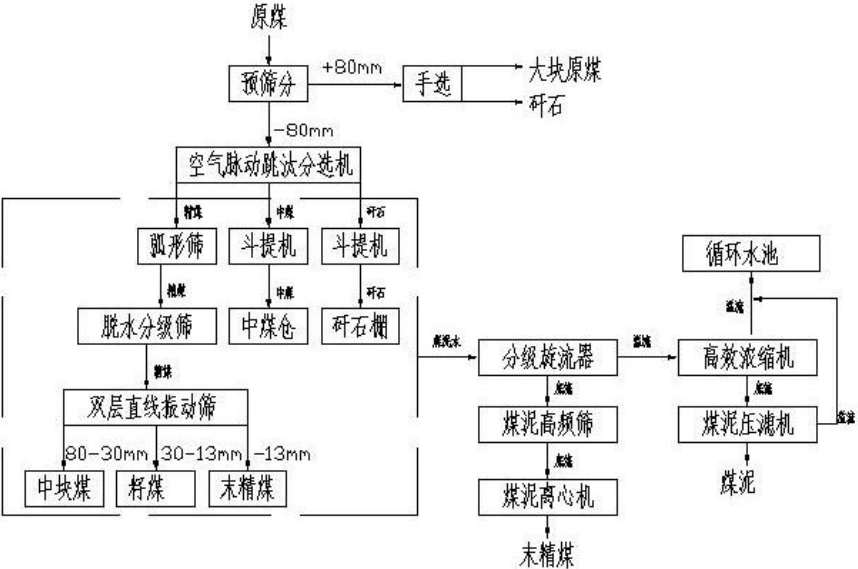 原煤
预筛分
+80mm
手选
大块原煤
矸石
-80mm
空气脉动跳汰分选机
精煤
中煤
矸石
弧形筛
斗提机
斗提机
循环水池
精煤
中煤
矸石
溢流
脱水分级筛
中煤仓
矸石棚
煤泥水
分级旋流器
溢流
高效浓缩机
精煤
底流
底流
双层直线振动筛
煤泥高频筛
煤泥压滤机
溢流
80-30mm
30-13mm
-13mm
底流
中块煤
籽煤
末精煤
煤泥离心机
煤泥
末精煤